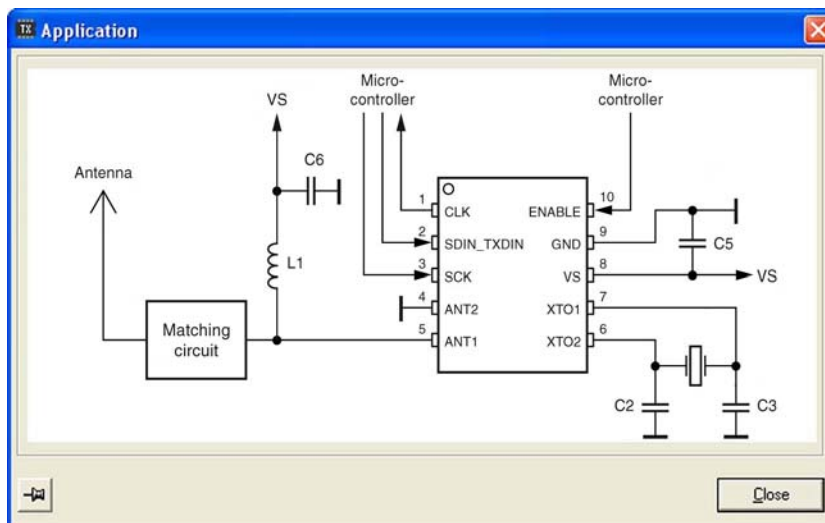 TX Application
VS
Micro-
controller
Micro-
controller
Antenna
C6
L1
Matching
circuit
1
CLK
2
SDIN_TXDIN
3
SCK
4
ANT2
5
ANT1
10
ENABLE
9
GND
8
VS
7
XTO1
6
XTO2
C5
VS
C2
C3
Close